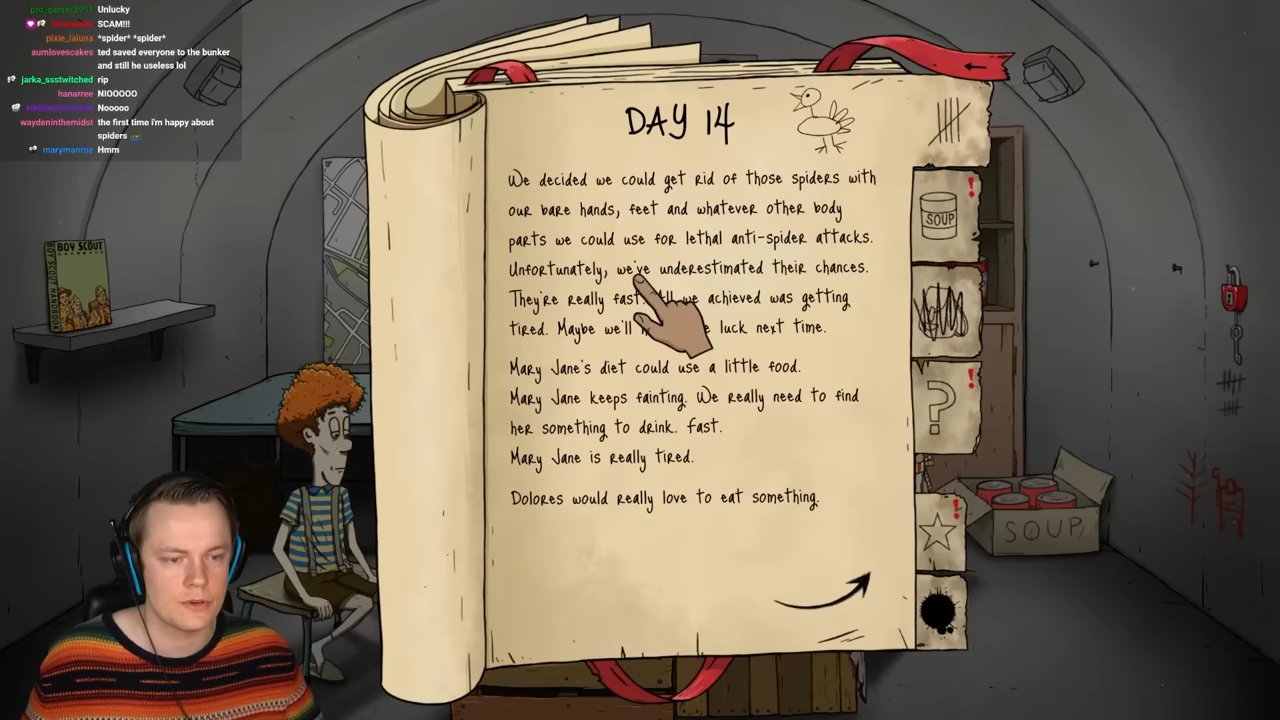 pro_gamer2991 Unlucky
SCAM!!!
pixie_laluna *spider* *spider*
aumlovescakes ted saved everyone to the bunker
and still he useless lol
jarka_ssstwitched rip
hanarree NIOOOOO
Nooooo
waydeninthemidst the first time i'm happy about
spiders
marymanroe Hmm
BOY SCOUT
HANDBOOK
DAY 14
We decided we could get rid of those spiders with
our bare hands, feet and whatever other body
parts we could use for lethal anti-spider attacks.
Unfortunately, we've underestimated their chances.
They're really fast. we achieved was getting
tired. Maybe we'll luck next time.
Mary Jane's diet could use a little food.
Mary Jane keeps fainting. We really need to find
her something to drink. Fast.
Mary Jane is really tired.
Dolores would really love to eat something.
!
SOUP
!
?
!
SOUP